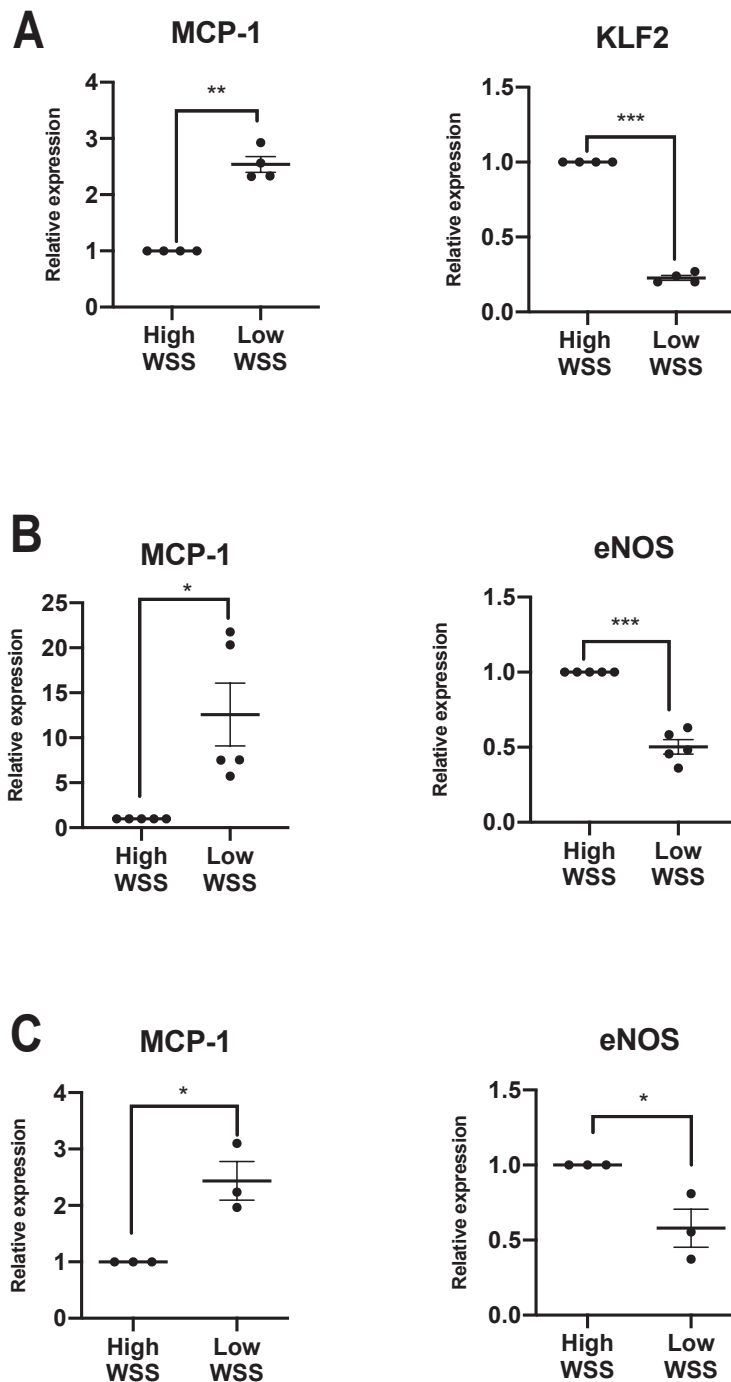 A
MCP-1
Relative expression
4
3
2
1
0
**
High
WSS
Low
WSS
KLF2
Relative expression
1.5
1.0
0.5
0.0
***
High
WSS
Low
WSS
B
MCP-1
Relative expression
25
20
15
10
5
0
*
High
WSS
Low
WSS
eNOS
Relative expression
1.5
1.0
0.5
0.0
***
High
WSS
Low
WSS
C
MCP-1
Relative expression
4
3
2
1
0
*
High
WSS
Low
WSS
eNOS
Relative expression
1.5
1.0
0.5
0.0
*
High
WSS
Low
WSS